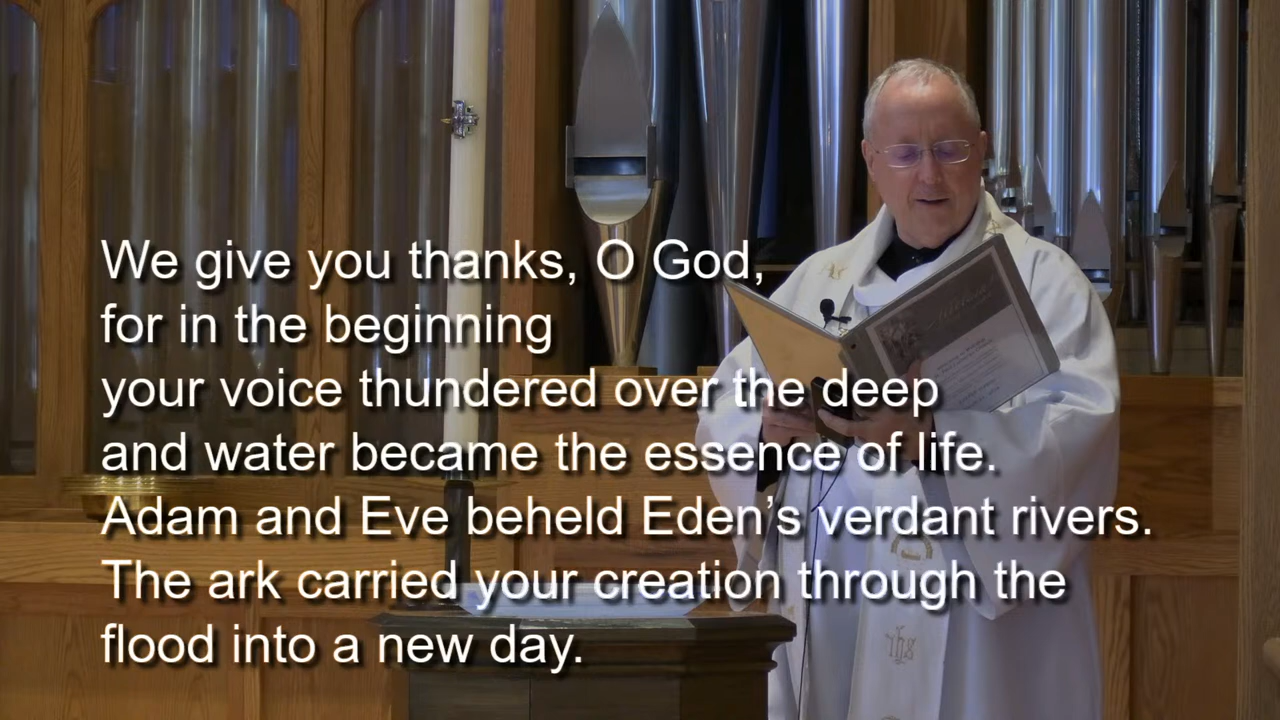 We give you thanks, O God,
for in the beginning
your voice thundered over the deep
and water became the essence of life.
Adam and Eve beheld Eden’s verdant rivers.
The ark carried your creation through the
flood into a new day.
ihs